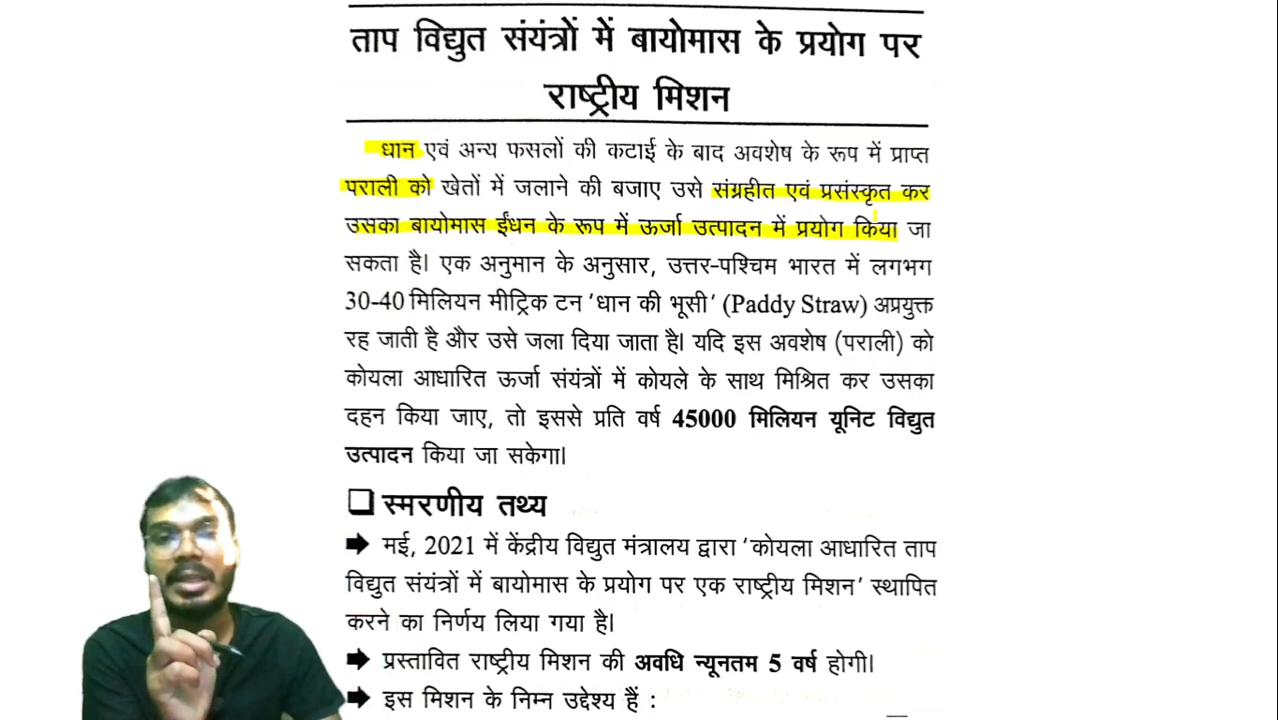 ताप विद्युत संयंत्रों में बायोमास के प्रयोग पर
राष्ट्रीय मिशन
धान एवं अन्य फसलों की कटाई के बाद अवशेष के रूप में प्राप्त
पराली को खेतों में जलाने की बजाए उसे संग्रहीत एवं प्रसंस्कृत कर
उसका बायोमास ईंधन के रूप में ऊर्जा उत्पादन में प्रयोग किया जा
सकता है। एक अनुमान के अनुसार, उत्तर-पश्चिम भारत में लगभग
30-40 मिलियन मीट्रिक टन ‘धान की भूसी’ (Paddy Straw) अप्रयुक्त
रह जाती है और उसे जला दिया जाता है। यदि इस अवशेष (पराली) को
कोयला आधारित ऊर्जा संयंत्रों में कोयले के साथ मिश्रित कर उसका
दहन किया जाए, तो इससे प्रति वर्ष 45000 मिलियन यूनिट विद्युत
उत्पादन किया जा सकेगा।
❑ स्मरणीय तथ्य
➡ मई, 2021 में केंद्रीय विद्युत मंत्रालय द्वारा ‘कोयला आधारित ताप
विद्युत संयंत्रों में बायोमास के प्रयोग पर एक राष्ट्रीय मिशन’ स्थापित
करने का निर्णय लिया गया है।
➡ प्रस्तावित राष्ट्रीय मिशन की अवधि न्यूनतम 5 वर्ष होगी।
➡ इस मिशन के निम्न उद्देश्य हैं :